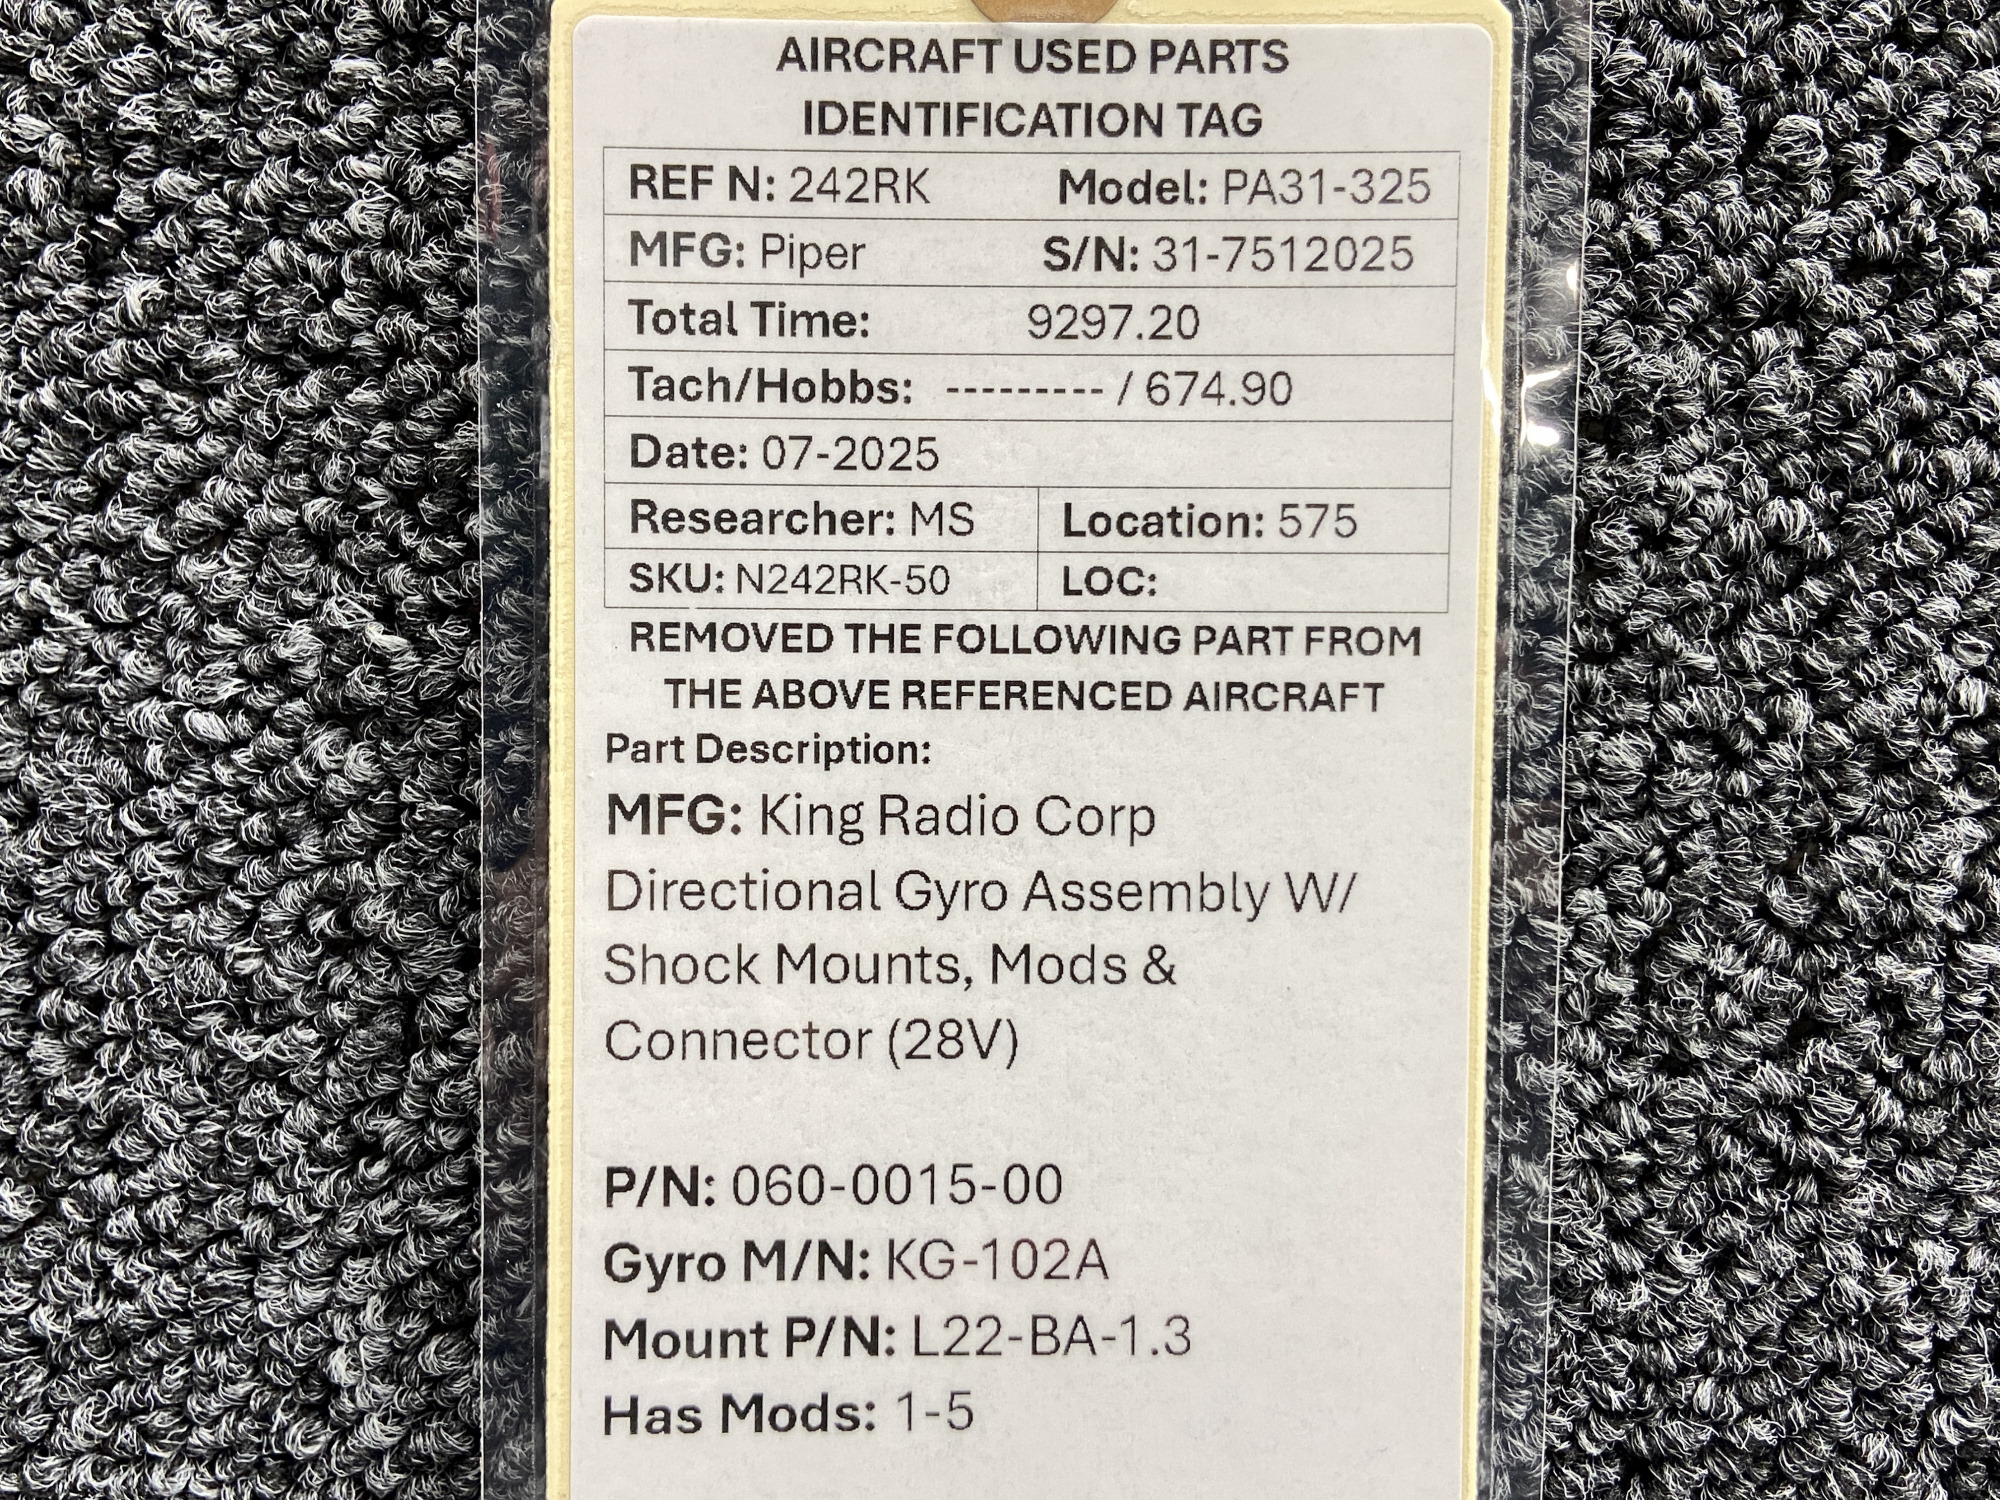 AIRCRAFT USED PARTS
IDENTIFICATION TAG
REF N: 242RK Model: PA31-325
MFG: Piper S/N: 31-7512025
Total Time: 9297.20
Tach/Hobbs: --------- / 674.90
Date: 07-2025
Researcher: MS Location: 575
SKU: N242RK-50 LOC:
REMOVED THE FOLLOWING PART FROM
THE ABOVE REFERENCED AIRCRAFT
Part Description:
MFG: King Radio Corp
Directional Gyro Assembly W/
Shock Mounts, Mods &
Connector (28V)
P/N: 060-0015-00
Gyro M/N: KG-102A
Mount P/N: L22-BA-1.3
Has Mods: 1-5